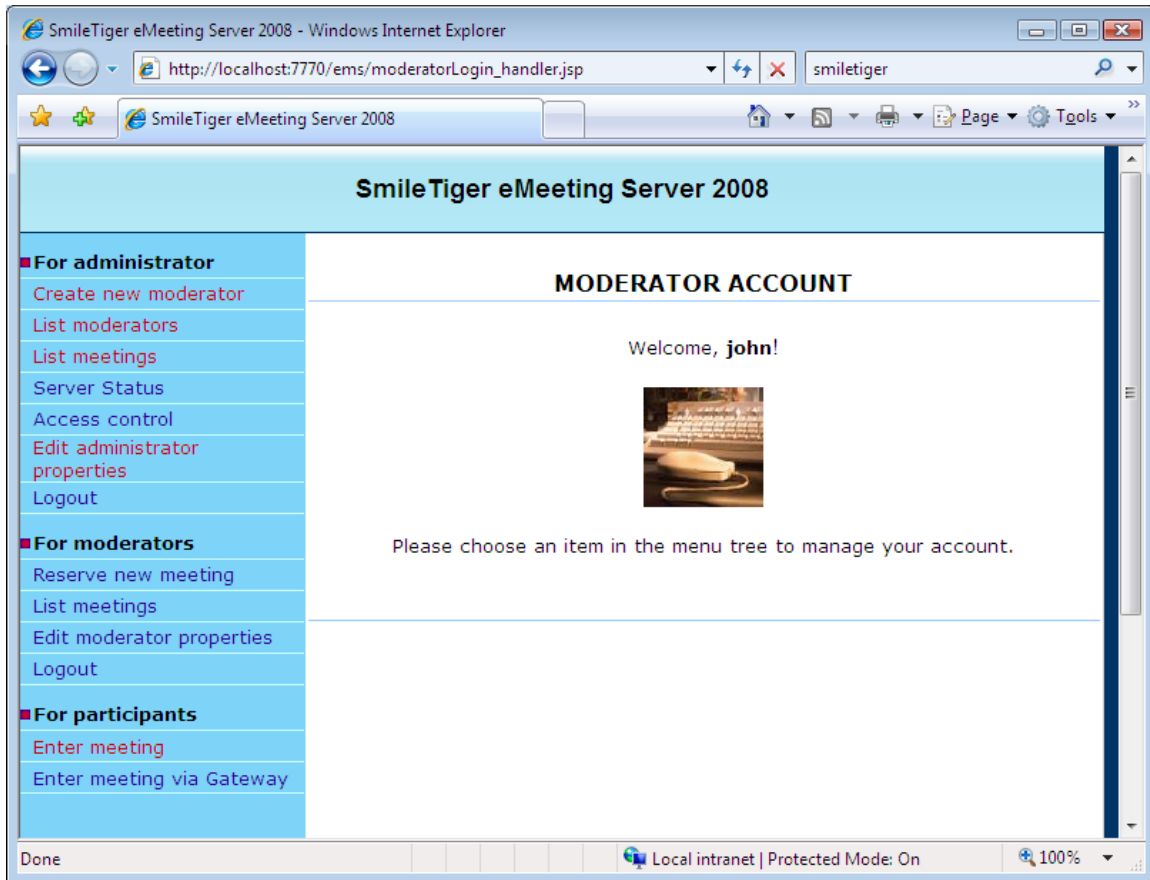 SmileTiger eMeeting Server 2008 - Windows Internet Explorer
http://localhost:7770/ems/moderatorLogin_handler.jsp
smiletiger
SmileTiger eMeeting Server 2008
Page
Tools
SmileTiger eMeeting Server 2008
For administrator
Create new moderator
List moderators
List meetings
Server Status
Access control
Edit administrator
properties
Logout
For moderators
Reserve new meeting
List meetings
Edit moderator properties
Logout
For participants
Enter meeting
Enter meeting via Gateway
MODERATOR ACCOUNT
Welcome, john!
Please choose an item in the menu tree to manage your account.
Done
Local intranet | Protected Mode: On
100%